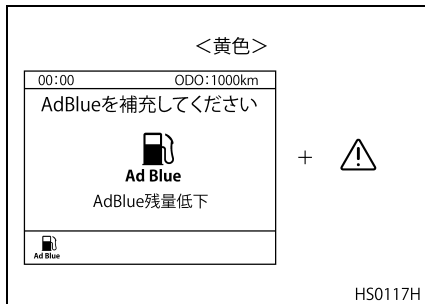 ＜黄色＞
00:00 ODO:1000km
AdBlueを補充してください
Ad Blue
AdBlue残量低下
+
Ad Blue
HS0117H